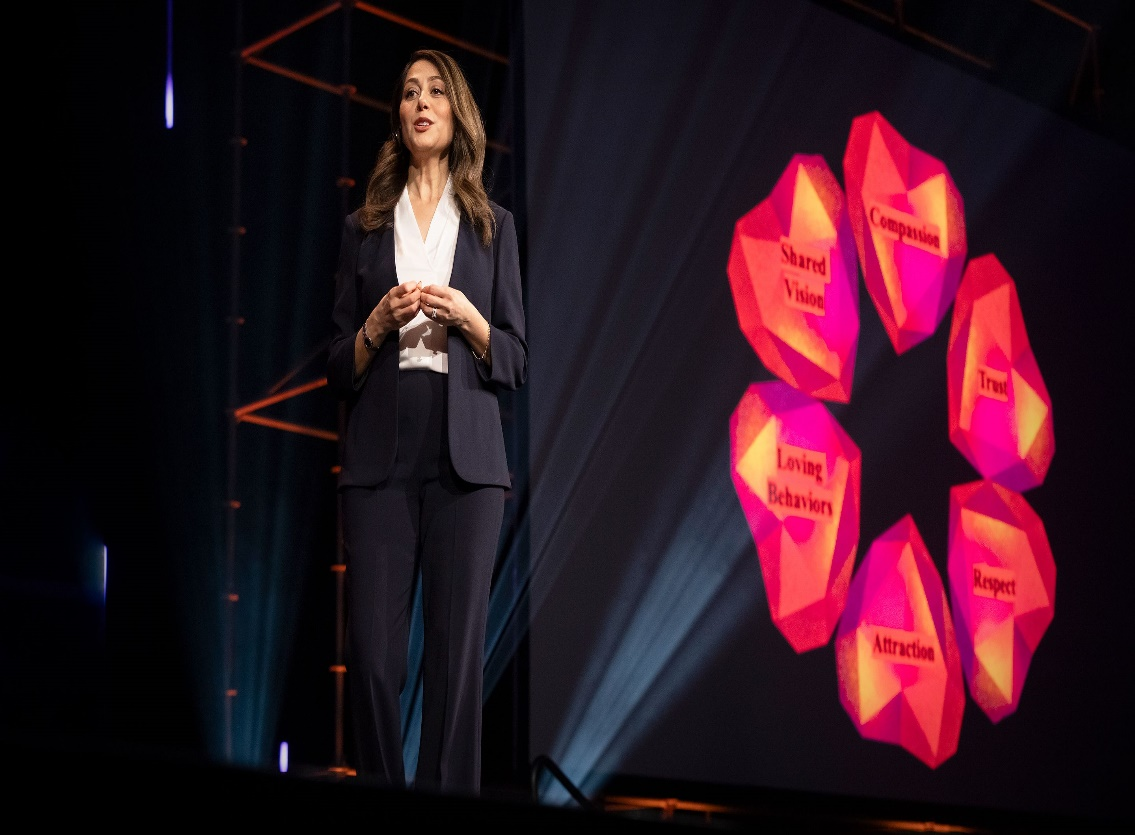 Compassion
Shared
Vision
Trust
Loving
Behaviors
Respect
Attraction